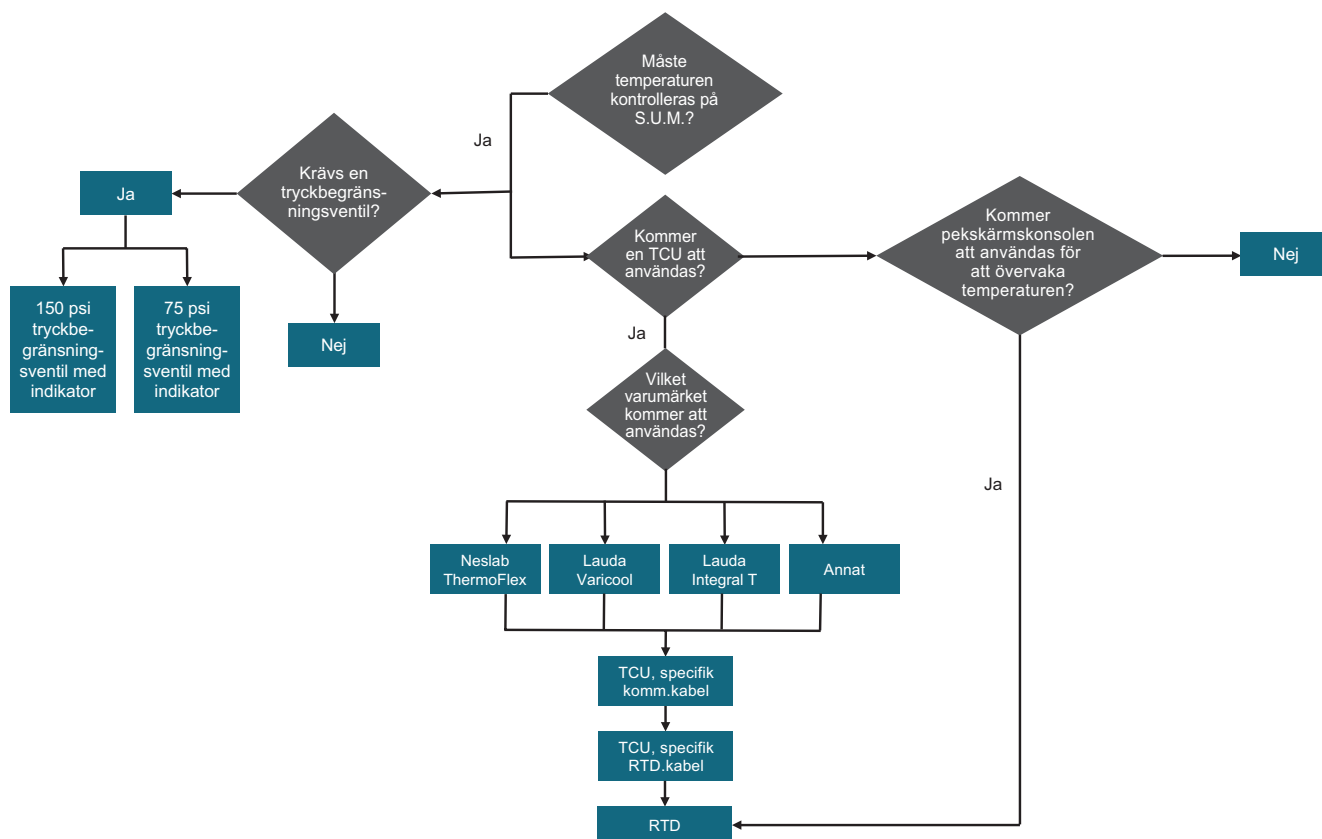 Måste
temperaturen
kontrolleras på
S.U.M.?
Ja
Krävs en
tryckbegräns-
ningsventil?
Ja
150 psi
tryckbe-
gränsning-
sventil med
indikator
75 psi
tryckbe-
gränsning-
sventil med
indikator
Nej
Kommer
en TCU att
användas?
Kommer
pekskärmskonsolen
att användas för
att övervaka
temperaturen?
Nej
Ja
Vilket
varumärket
kommer att
användas?
Ja
Neslab
ThermoFlex
Lauda
Varicool
Lauda
Integral T
Annat
TCU, specifik
komm.kabel
TCU, specifik
RTD.kabel
RTD